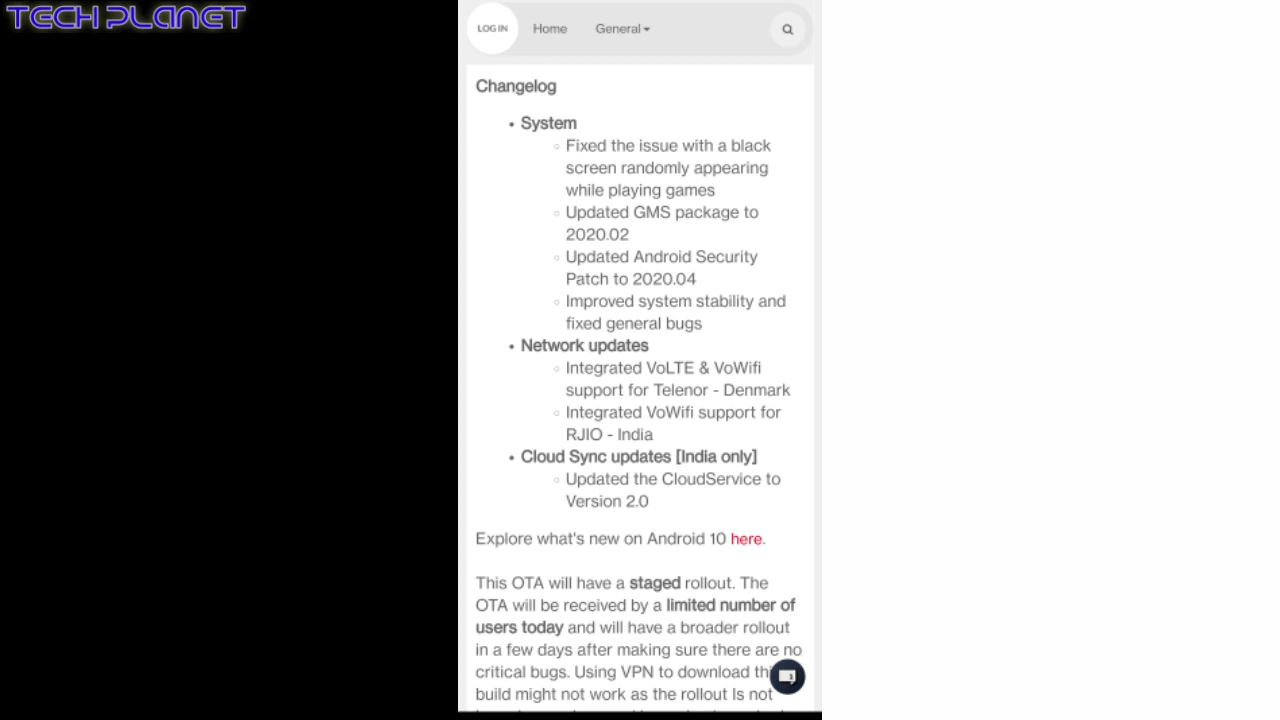 TECH PLANET
LOG IN Home General
Changelog
• System
Fixed the issue with a black
screen randomly appearing
while playing games
Updated GMS package to
2020.02
Updated Android Security
Patch to 2020.04
Improved system stability and
fixed general bugs
• Network updates
Integrated VoLTE & VoWifi
support for Telenor - Denmark
Integrated VoWifi support for
RJIO - India
• Cloud Sync updates [India only]
Updated the CloudService to
Version 2.0
Explore what's new on Android 10 here.
This OTA will have a staged rollout. The
OTA will be received by a limited number of
users today and will have a broader rollout
in a few days after making sure there are no
critical bugs. Using VPN to download
build might not work as the rollout Is not